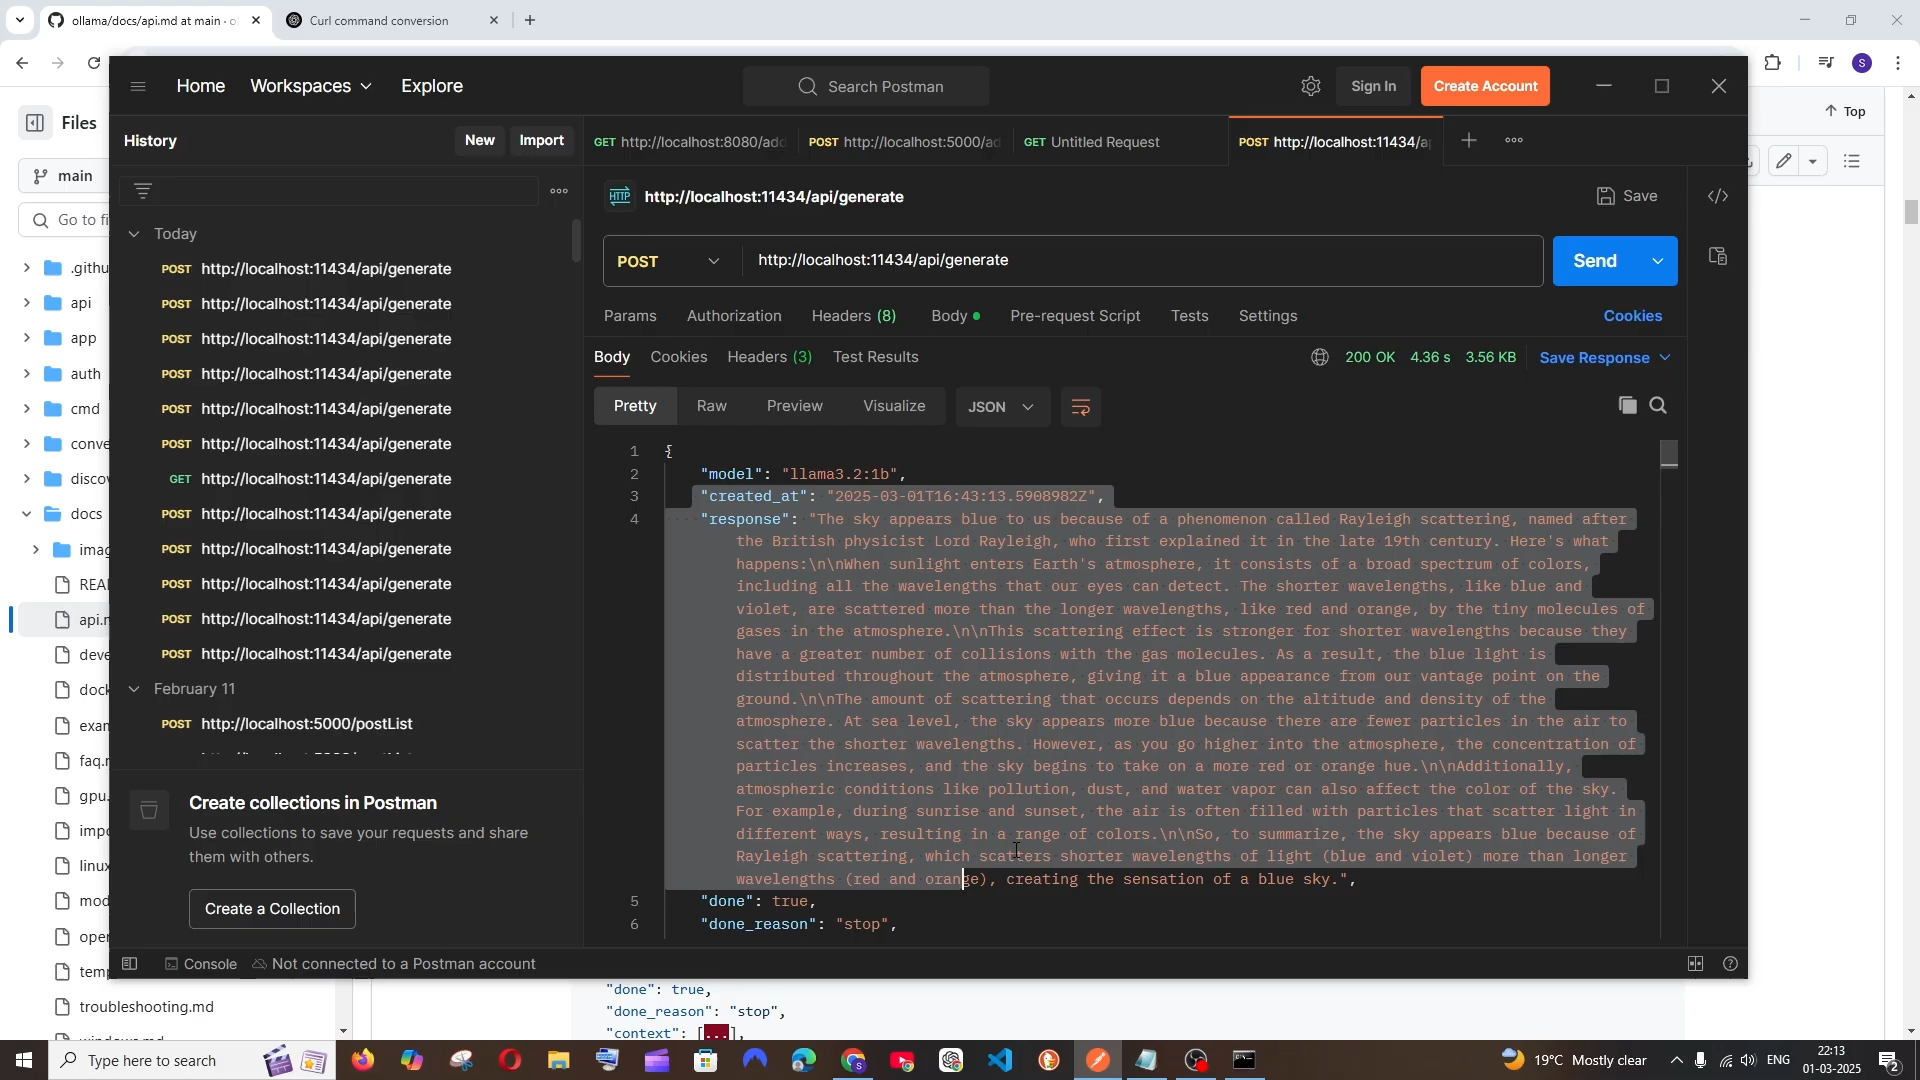 ollama/docs/api.md at main · o
Curl command conversion
Files
main
Go to fi
.githu
api
app
auth
cmd
conve
discov
docs
imag
REA
api.n
deve
dock
exan
faq.r
gpu.
impo
linux
mod
oper
temp
troubleshooting.md
Top
Home
Workspaces
Explore
Search Postman
Sign In
Create Account
History
New
Import
Today
POST http://localhost:11434/api/generate
POST http://localhost:11434/api/generate
POST http://localhost:11434/api/generate
POST http://localhost:11434/api/generate
POST http://localhost:11434/api/generate
POST http://localhost:11434/api/generate
GET http://localhost:11434/api/generate
POST http://localhost:11434/api/generate
POST http://localhost:11434/api/generate
POST http://localhost:11434/api/generate
POST http://localhost:11434/api/generate
POST http://localhost:11434/api/generate
February 11
POST http://localhost:5000/postList
Create collections in Postman
Use collections to save your requests and share
them with others.
Create a Collection
GET http://localhost:8080/add
POST http://localhost:5000/ad
GET Untitled Request
POST http://localhost:11434/a
HTTP http://localhost:11434/api/generate
Save
POST
http://localhost:11434/api/generate
Send
Params Authorization Headers (8) Body Pre-request Script Tests Settings Cookies
Body Cookies Headers (3) Test Results 200 OK 4.36 s 3.56 KB Save Response
Pretty Raw Preview Visualize JSON
1 {
2 "model": "llama3.2:1b",
3 "created_at": "2025-03-01T16:43:13.5908982Z",
4 "response": "The sky appears blue to us because of a phenomenon called Rayleigh scattering, named after
the British physicist Lord Rayleigh, who first explained it in the late 19th century. Here's what
happens:\n\nWhen sunlight enters Earth's atmosphere, it consists of a broad spectrum of colors,
including all the wavelengths that our eyes can detect. The shorter wavelengths, like blue and
violet, are scattered more than the longer wavelengths, like red and orange, by the tiny molecules of
gases in the atmosphere.\n\nThis scattering effect is stronger for shorter wavelengths because they
have a greater number of collisions with the gas molecules. As a result, the blue light is
distributed throughout the atmosphere, giving it a blue appearance from our vantage point on the
ground.\n\nThe amount of scattering that occurs depends on the altitude and density of the
atmosphere. At sea level, the sky appears more blue because there are fewer particles in the air to
scatter the shorter wavelengths. However, as you go higher into the atmosphere, the concentration of
particles increases, and the sky begins to take on a more red or orange hue.\n\nAdditionally,
atmospheric conditions like pollution, dust, and water vapor can also affect the color of the sky.
For example, during sunrise and sunset, the air is often filled with particles that scatter light in
different ways, resulting in a range of colors.\n\nSo, to summarize, the sky appears blue because of
Rayleigh scattering, which scatters shorter wavelengths of light (blue and violet) more than longer
wavelengths (red and orange), creating the sensation of a blue sky.",
5 "done": true,
6 "done_reason": "stop",
Console
Not connected to a Postman account
"done": true,
"done_reason": "stop",
"context": [...],
Type here to search
19°C Mostly clear
ENG
22:13
01-03-2025
2